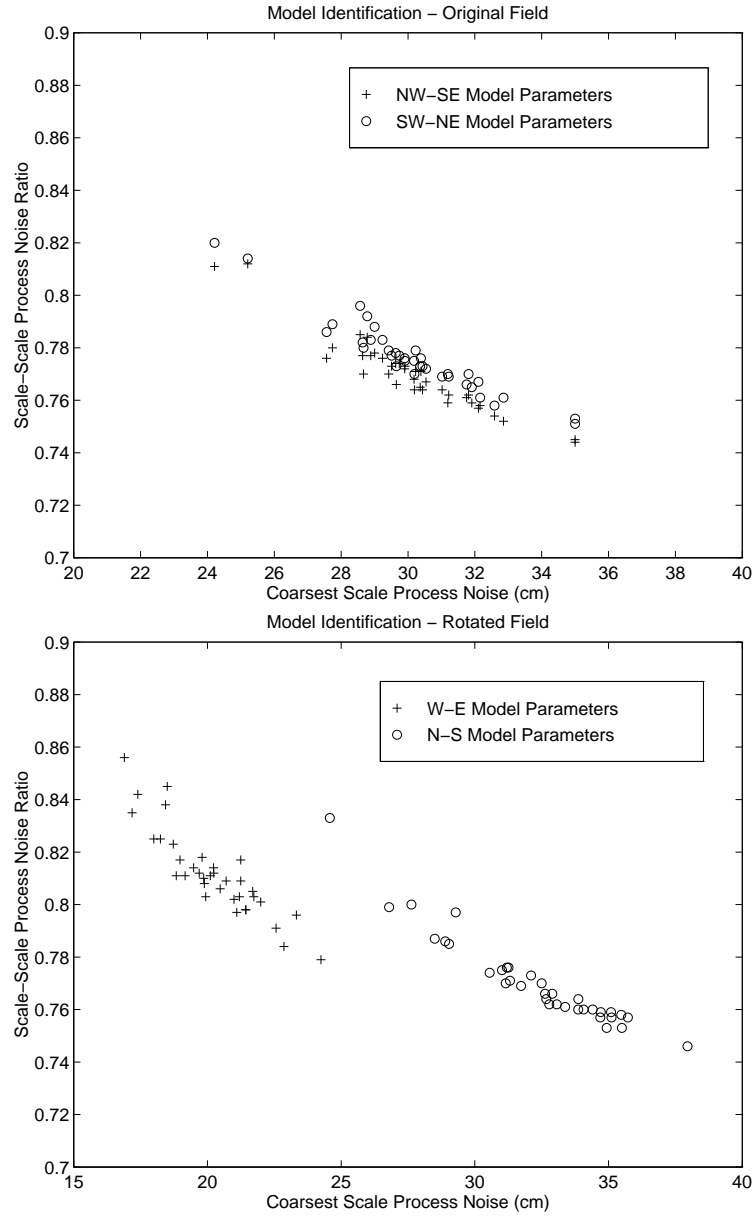 Model Identification – Original Field
0.9
0.88
0.86
0.84
0.82
0.8
0.78
0.76
0.74
0.72
0.7
Scale–Scale Process Noise Ratio
NW–SE Model Parameters
SW–NE Model Parameters
20 22 24 26 28 30 32 34 36 38 40
Coarsest Scale Process Noise (cm)
Model Identification – Rotated Field
0.9
0.88
0.86
0.84
0.82
0.8
0.78
0.76
0.74
0.72
0.7
Scale–Scale Process Noise Ratio
W–E Model Parameters
N–S Model Parameters
15 20 25 30 35 40
Coarsest Scale Process Noise (cm)